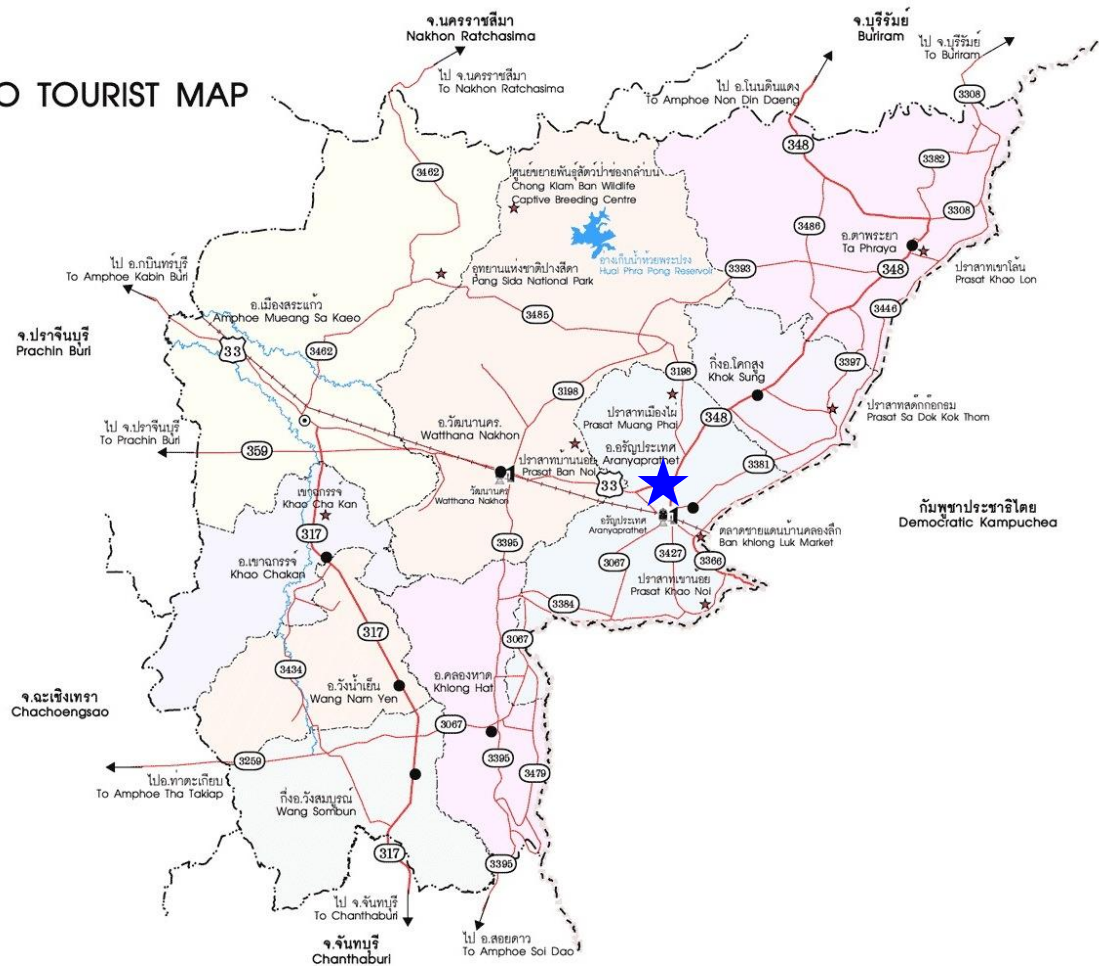 O TOURIST MAP
จ.นครราชสีมา
Nakhon Ratchasima
จ.บุรีรัมย์
Buriram
ไป จ.นครราชสีมา
To Nakhon Ratchasima
ไป จ.บุรีรัมย์
To Buriram
ไป อ.โนนดินแดง
To Amphoe Non Din Daeng
3308
348
3382
3462
ศูนย์ขยายพันธุ์สัตว์ป่าช่องกล่ำบน
Chong Klam Ban Wildlife
Captive Breeding Centre
3308
3486
อ.ตาพระยา
Ta Phraya
อ่างเก็บน้ำห้วยพระปรง
Huai Phra Pong Reservoir
3393
348
ปราสาทเขาโล้น
Prasat Khao Lon
ไป อ.กบินทร์บุรี
To Amphoe Kabin Buri
อุทยานแห่งชาติปางสีดา
Pang Sida National Park
อ.เมืองสระแก้ว
Amphoe Mueang Sa Kaeo
3485
3446
จ.ปราจีนบุรี
Prachin Buri
33
3462
3198
3198
กิ่งอ.โคกสูง
Khok Sung
3397
ปราสาทเมืองไผ่
Prasat Muang Phai
348
ปราสาทสด๊กก๊อกธม
Prasat Sa Dok Kok Thom
ไป จ.ปราจีนบุรี
To Prachin Buri
359
อ.วัฒนานคร.
Watthana Nakhon
ปราสาทบ้านน้อย
Prasat Ban Noi
อ.อรัญประเทศ
Aranyaprathet
3381
33
วัฒนานคร
Watthana Nakhon
เขาฉกรรจ์
Khao Cha Kan
317
อรัญประเทศ
Aranyaprathet
ตลาดชายแดนบ้านคลองลึก
Ban khlong Luk Market
กัมพูชาประชาธิไตย
Democratic Kampuchea
3395
3067
3427
3366
อ.เขาฉกรรจ์
Khao Chakan
ปราสาทเขาน้อย
Prasat Khao Noi
3384
317
3067
3434
อ.วังน้ำเย็น
Wang Nam Yen
อ.คลองหาด
Khlong Hat
จ.ฉะเชิงเทรา
Chachoengsao
3067
3259
3395
3479
ไปอ.ท่าตะเกียบ
To Amphoe Tha Takiap
กิ่งอ.วังสมบูรณ์
Wang Sombun
317
3395
ไป จ.จันทบุรี
To Chanthaburi
จ.จันทบุรี
Chanthaburi
ไป อ.สอยดาว
To Amphoe Soi Dao